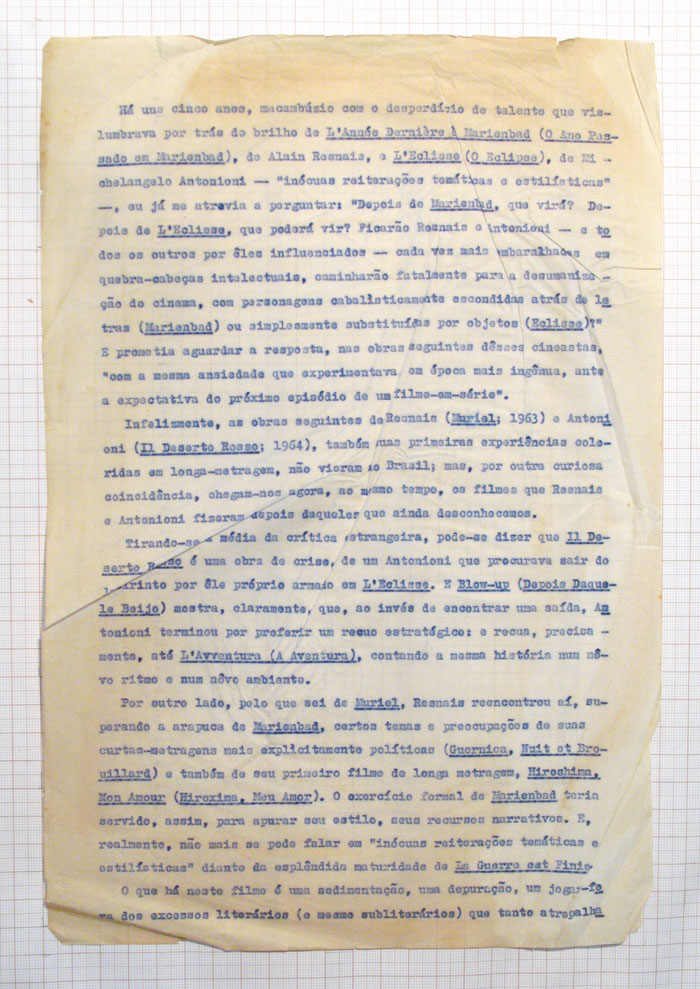 Há uns cinco anos, macambúzio com o desperdício de talento que vis-
lumbrava por trás do brilho de L'Année Dernière à Marienbad (O Ano Pas-
sado em Marienbad), de Alain Resnais, e L'Eclisse (O Eclipse), de Mi -
chelangelo Antonioni — "inócuas reiterações temáticas e estilísticas"
—, eu já me atrevia a perguntar: "Depois de Marienbad, que virá? De-
pois de L'Eclisse, que poderá vir? Ficarão Resnais e Antonioni — e to
dos os outros por êles influenciados — cada vez mais embaralhados em
quebra-cabeças intelectuais, caminharão fatalmente para a desumaniza -
ção do cinema, com personagens cabalìsticamente escondidas atrás de le
tras (Marienbad) ou simplesmente substituídas por objetos (Eclisse)?"
E prometia aguardar a resposta, nas obras seguintes dêsses cineastas,
"com a mesma ansiedade que experimentava em época mais ingênua, ante
a expectativa do próximo episódio de um filme-em-série".
Infelizmente, as obras seguintes de Resnais (Muriel; 1963) e Antoni
oni (Il Deserto Rosso; 1964), também suas primeiras experiências colo-
ridas em longa-metragem, não vieram ao Brasil; mas, por outra curiosa
coincidência, chegam-nos agora, ao mesmo tempo, os filmes que Resnais
e Antonioni fizeram depois daqueles que ainda desconhecemos.
Tirando-se a média da crítica estrangeira, pode-se dizer que Il De-
serto Rosso é uma obra de crise, de um Antonioni que procurava sair do
labirinto por êle próprio armado em L'Eclisse. E Blow-up (Depois Daque-
le Beijo) mostra, claramente, que, ao invés de encontrar uma saída, An
tonioni terminou por preferir um recuo estratégico: e recua, precisa -
mente, até L'Avventura (A Aventura), contando a mesma história num nô-
vo ritmo e num nôvo ambiente.
Por outro lado, pelo que sei de Muriel, Resnais reencontrou aí, su-
perando a arapuca de Marienbad, certos temas e preocupações de suas
curtas-metragens mais explìcitamente políticas (Guernica, Nuit et Bro-
uillard) e também de seu primeiro filme de longa metragem, Hiroshima,
Mon Amour (Hiroxima, Meu Amor). O exercício formal de Marienbad teria
servido, assim, para apurar seu estilo, seus recursos narrativos. E,
realmente, não mais se pode falar em "inócuas reiterações temáticas e
estilísticas" diante da esplêndida maturidade de La Guerre est Finie.
O que há neste filme é uma sedimentação, uma depuração, um jogar-fo
ra dos excessos literários (e mesmo subliterários) que tanto atrapalha